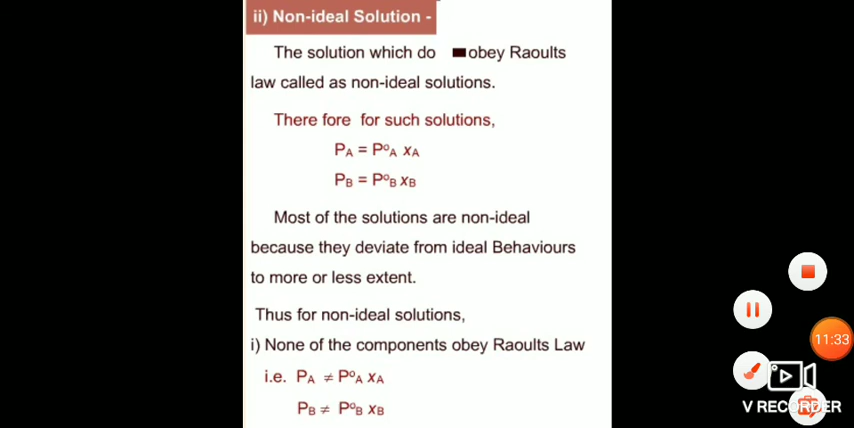 ii) Non-ideal Solution -
The solution which do obey Raoults
law called as non-ideal solutions.
There fore for such solutions,
PA = P°A xA
PB = P°B xB
Most of the solutions are non-ideal
because they deviate from ideal Behaviours
to more or less extent.
Thus for non-ideal solutions,
i) None of the components obey Raoults Law
i.e. PA ≠ P°A xA
PB ≠ P°B xB
11:33
V RECORDER